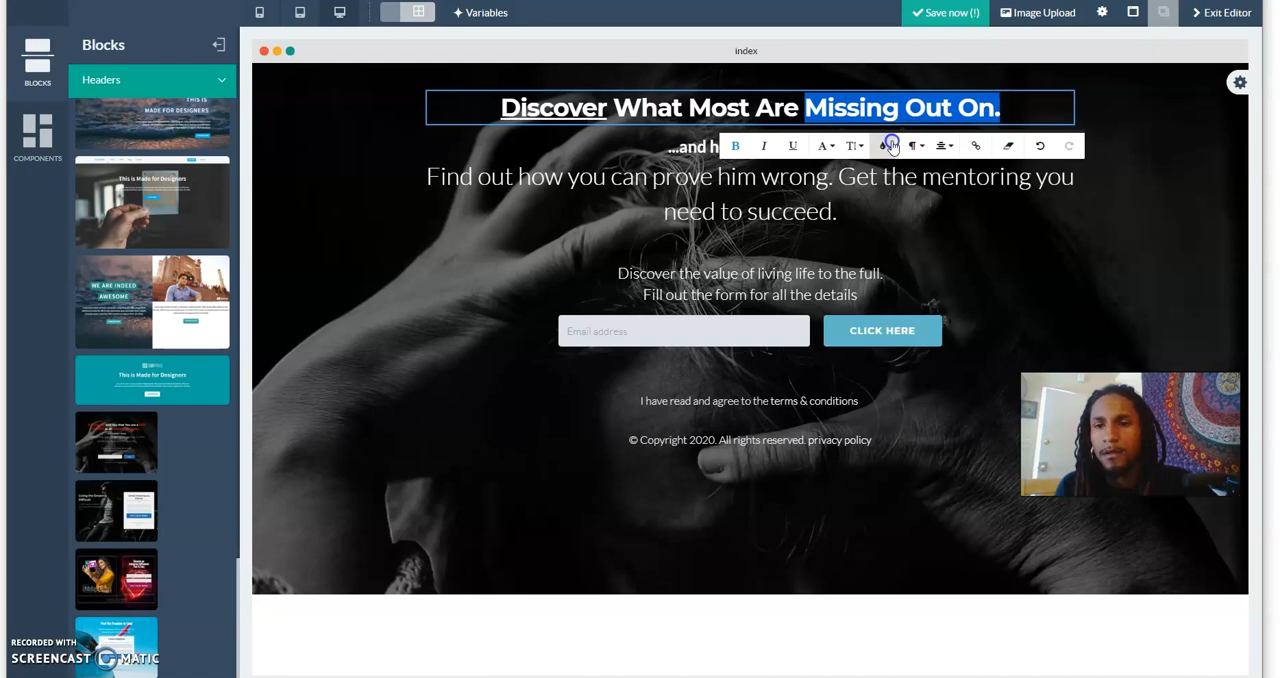 Variables
Save now (!)
Image Upload
Exit Editor
BLOCKS
COMPONENTS
Blocks
Headers
THIS IS
MADE FOR DESIGNERS
This is Made for Designers
WE ARE INDEED
AWESOME
This is Made for Designers
index
Discover What Most Are Missing Out On.
...and h
B I U A T
Find out how you can prove him wrong. Get the mentoring you
need to succeed.
Discover the value of living life to the full.
Fill out the form for all the details
Email address
CLICK HERE
I have read and agree to the terms & conditions
© Copyright 2020. All rights reserved. privacy policy
RECORDED WITH
SCREENCAST MATIC